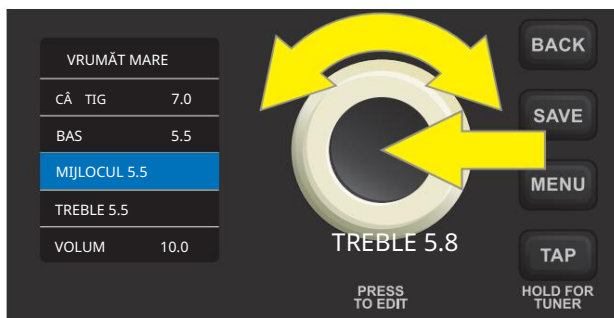 VRUMĂT MARE
CÂ TIG 7.0
BAS 5.5
MIJLOCUL 5.5
TREBLE 5.5
VOLUM 10.0
TREBLE 5.8
PRESS
TO EDIT
BACK
SAVE
MENU
TAP
HOLD FOR
TUNER